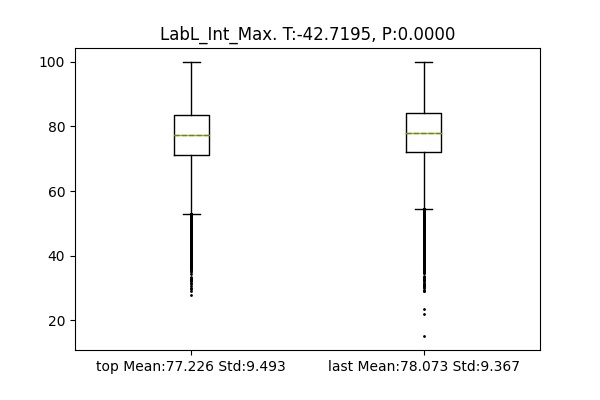 LabL_Int_Max. T:-42.7195, P:0.0000
100
80
60
40
20
top Mean:77.226 Std:9.493
last Mean:78.073 Std:9.367